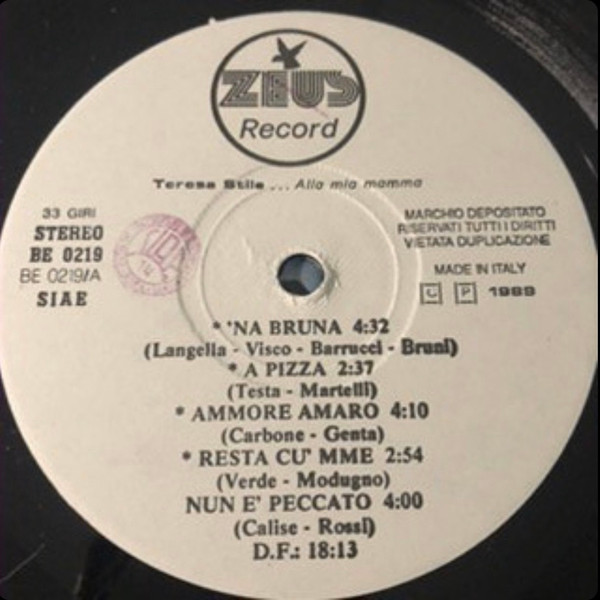 ZEUS
Record
Teresa Stile ... Alla mia mamma
33 GIRI
STEREO
BE 0219
BE 0219/A
SIAE
MARCHIO DEPOSITATO
RISERVATI TUTTI I DIRITTI
VIETATA DUPLICAZIONE
MADE IN ITALY
C P 1989
* 'NA BRUNA 4:32
(Langella - Visco - Barrucci - Bruni)
* A PIZZA 2:37
(Testa - Martelli)
* AMMORE AMARO 4:10
(Carbone - Genta)
* RESTA CU' MME 2:54
(Verde - Modugno)
NUN E' PECCATO 4:00
(Calise - Rossi)
D.F.: 18:13